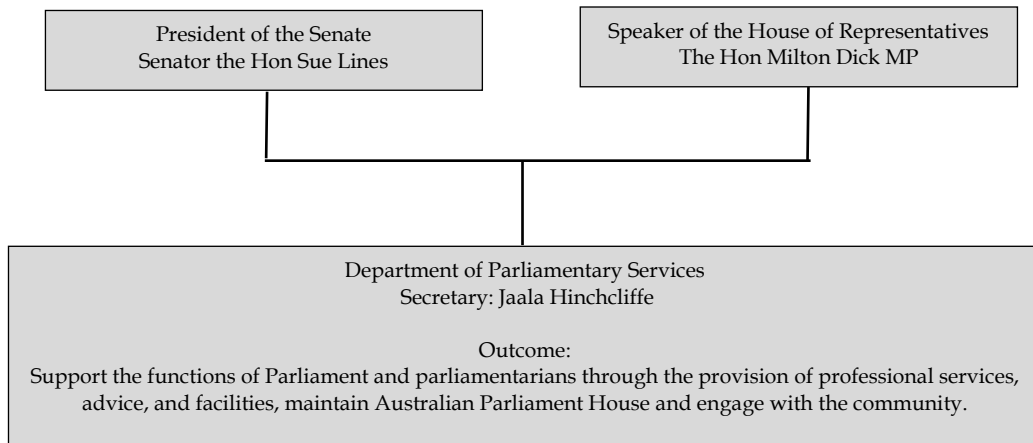 President of the Senate
Senator the Hon Sue Lines
Speaker of the House of Representatives
The Hon Milton Dick MP
Department of Parliamentary Services
Secretary: Jaala Hinchcliffe
Outcome:
Support the functions of Parliament and parliamentarians through the provision of professional services,
advice, and facilities, maintain Australian Parliament House and engage with the community.